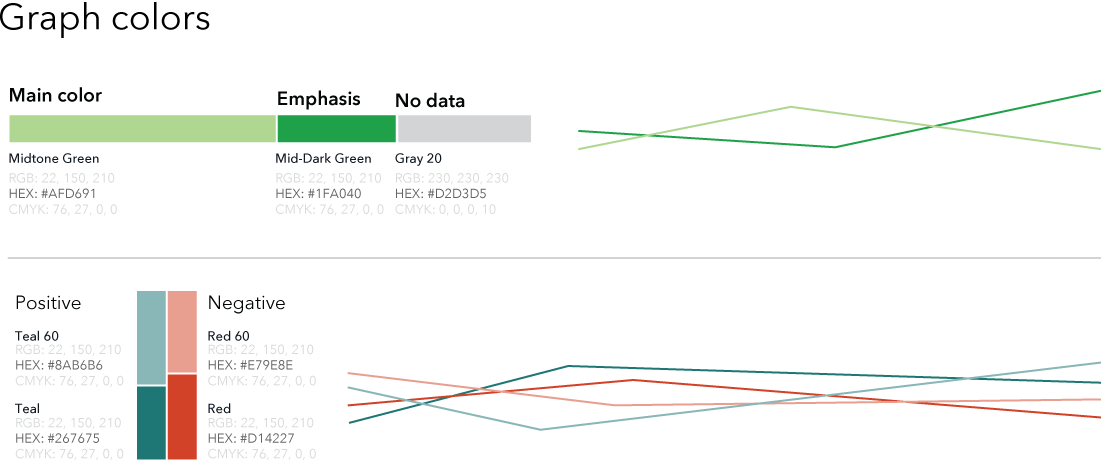 Graph colors
Main color
Emphasis
No data
Midtone Green
RGB: 22, 150, 210
HEX: #AFD691
CMYK: 76, 27, 0, 0
Mid-Dark Green
RGB: 22, 150, 210
HEX: #1FA040
CMYK: 76, 27, 0, 0
Gray 20
RGB: 230, 230, 230
HEX: #D2D3D5
CMYK: 0, 0, 0, 10
Positive
Teal 60
RGB: 22, 150, 210
HEX: #8AB6B6
CMYK: 76, 27, 0, 0
Teal
RGB: 22, 150, 210
HEX: #267675
CMYK: 76, 27, 0, 0
Negative
Red 60
RGB: 22, 150, 210
HEX: #E79E8E
CMYK: 76, 27, 0, 0
Red
RGB: 22, 150, 210
HEX: #D14227
CMYK: 76, 27, 0, 0